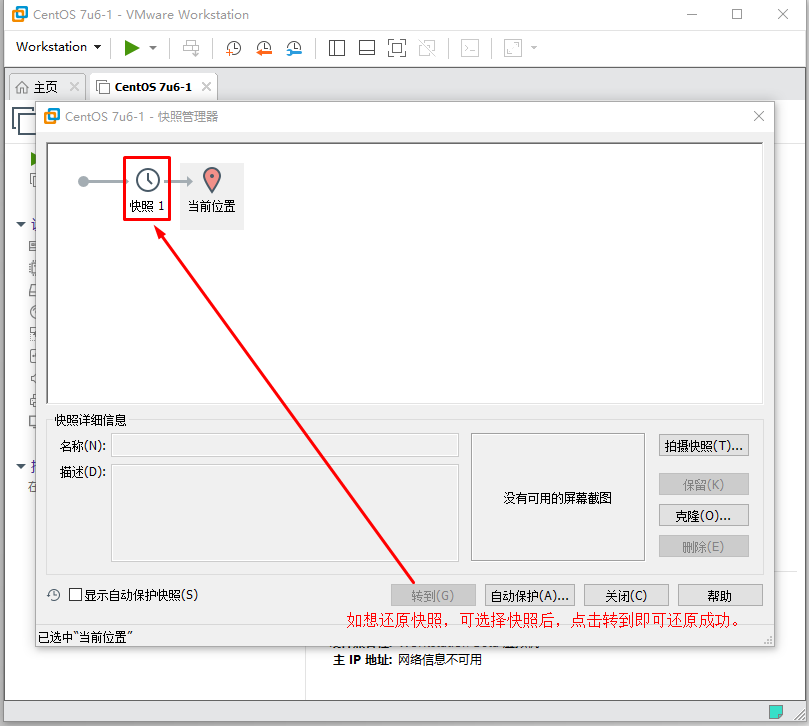 CentOS 7u6-1 - VMware Workstation
Workstation
主页
CentOS 7u6-1
CentOS 7u6-1 - 快照管理器
快照 1
当前位置
快照详细信息
名称(N):
描述(D):
没有可用的屏幕截图
拍摄快照(T)...
保留(K)
克隆(O)...
删除(E)
显示自动保护快照(S)
转到(G)
自动保护(A)...
关闭(C)
帮助
如想还原快照，可选择快照后，点击转到即可还原成功。
已选中"当前位置"
主 IP 地址: 网络信息不可用